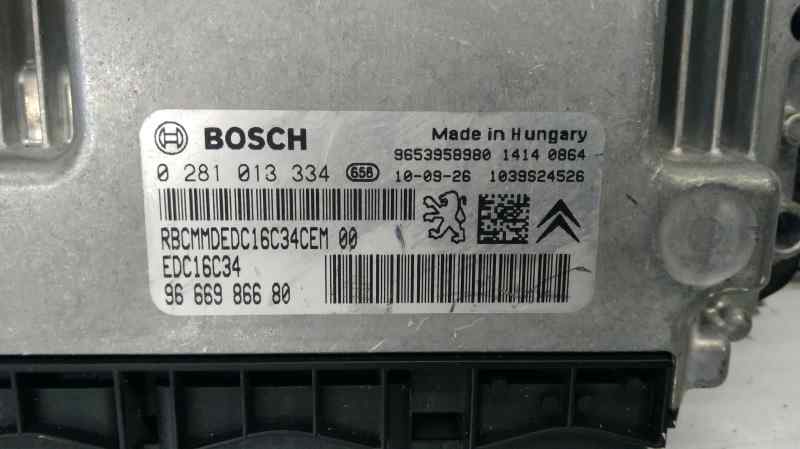 BOSCH
Made in Hungary
9653958980 1414 0864
0 281 013 334 656 10-09-26 1039S24526
RBCMMDEDC16C34CEM 00
EDC16C34
96 669 866 80